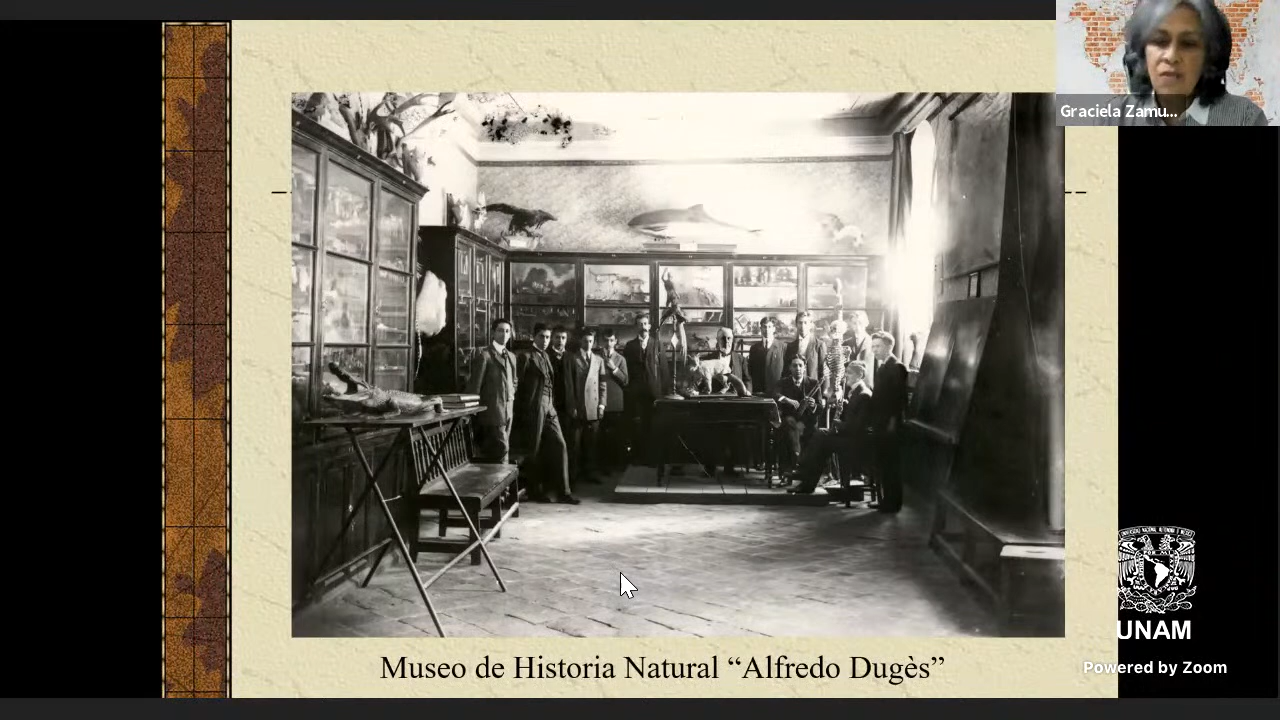 Graciela Zamu...
UNAM
Powered by Zoom
Museo de Historia Natural “Alfredo Dugès”